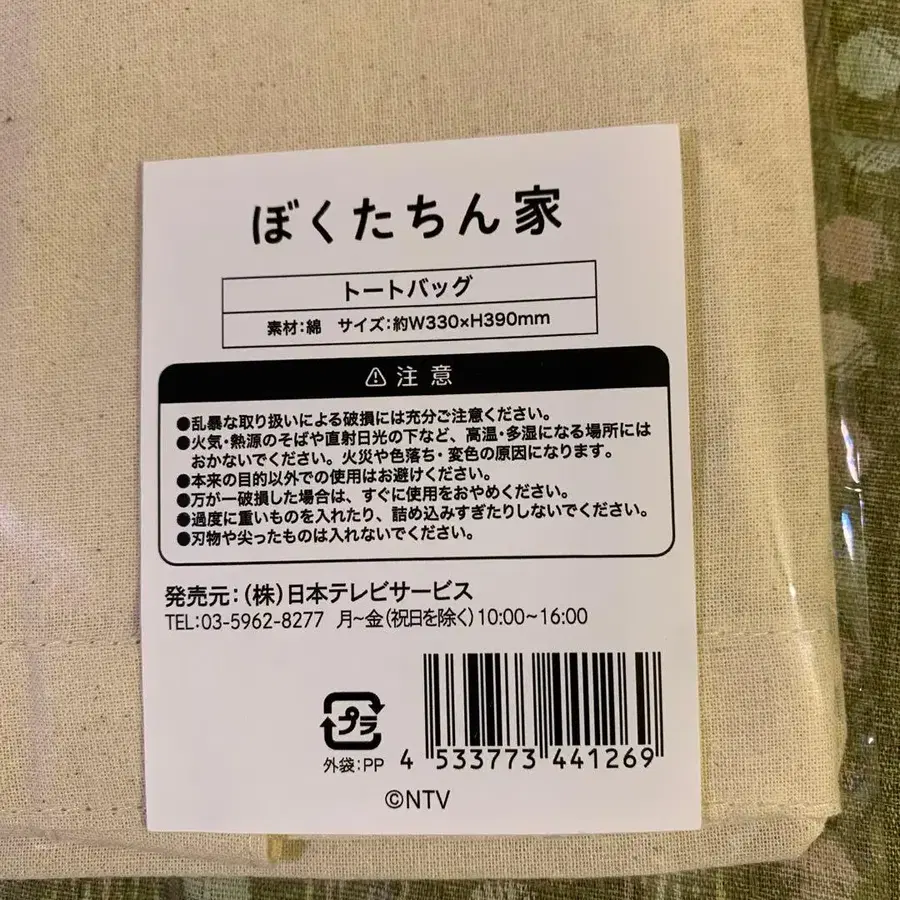 ぼくたちん家
トートバッグ
素材:綿 サイズ:約W330×H390mm
⚠注意
●乱暴な取り扱いによる破損には充分ご注意ください。
●火気・熱源のそばや直射日光の下など、高温・多湿になる場所には
おかないでください。火災や色落ち・変色の原因になります。
●本来の目的以外での使用はお避けください。
●万が一破損した場合は、すぐに使用をおやめください。
●過度に重いものを入れたり、詰め込みすぎたりしないでください。
●刃物や尖ったものは入れないでください。
発売元:(株)日本テレビサービス
TEL:03-5962-8277 月~金(祝日を除く)10:00~16:00
プラ
外袋:PP
4 533773 441269
©NTV